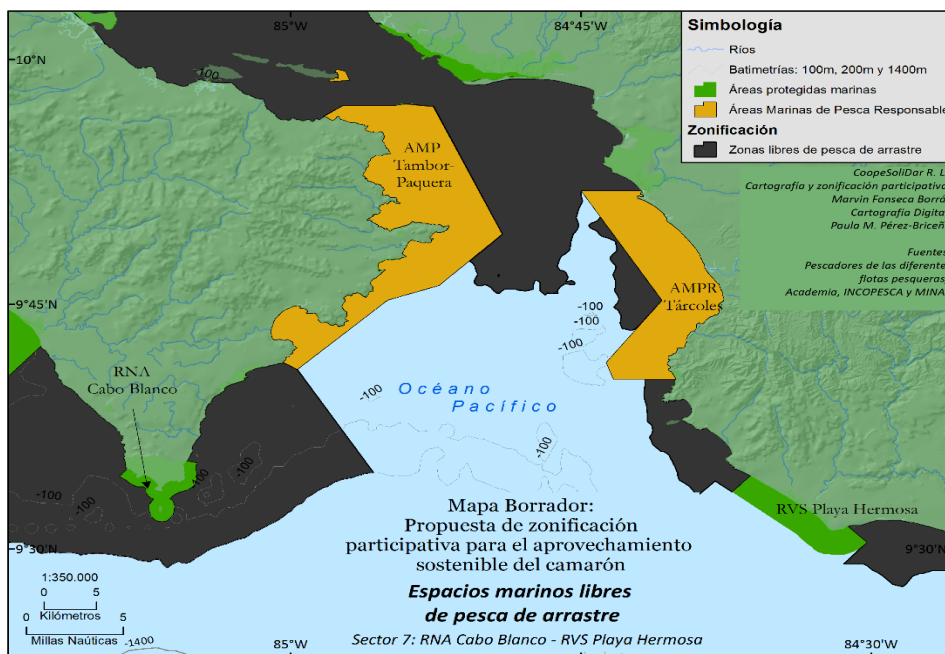 85°W
84°45'W
10°N
-100
Simbología
Ríos
Batimetrías: 100m, 200m y 1400m
Áreas protegidas marinas
Áreas Marinas de Pesca Responsable
Zonificación
Zonas libres de pesca de arrastre
CoopeSoliDar R. L
Cartografía y zonificación participativa
Marvin Fonseca Borrá
Cartografía Digita
Paula M. Pérez-Briceñ
Fuentes
Pescadores de las diferente
flotas pesqueras
Academia, INCOPESCA y MINA
AMP
Tambor-
Paquera
AMPR
Tárcoles
9°45'N
-100
-100
-100
RNA
Cabo Blanco
-100
Océano
Pacífico
-100
-100
-100
-100
-100
RVS Playa Hermosa
9°30'N
9°30'N
Mapa Borrador:
Propuesta de zonificación
participativa para el aprovechamiento
sostenible del camarón
Espacios marinos libres
de pesca de arrastre
Sector 7: RNA Cabo Blanco - RVS Playa Hermosa
1:350.000
0 5
Kilómetros
0 5
Millas Naúticas
-1400
85°W
84°30'W